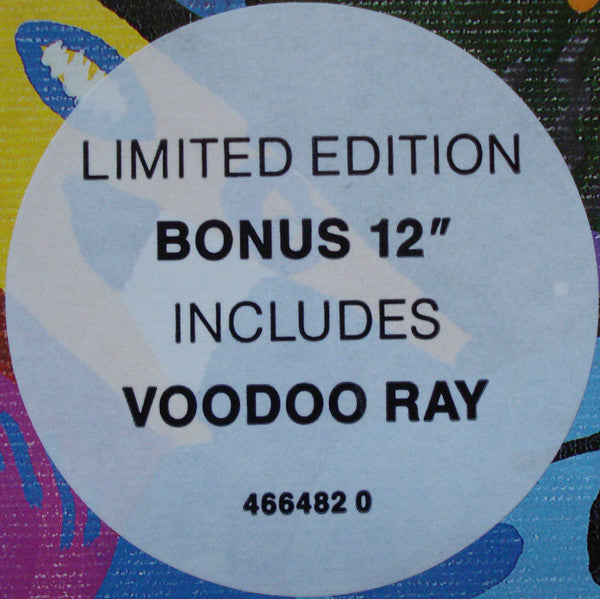 LIMITED EDITION
BONUS 12″
INCLUDES
VOODOO RAY
466482 0